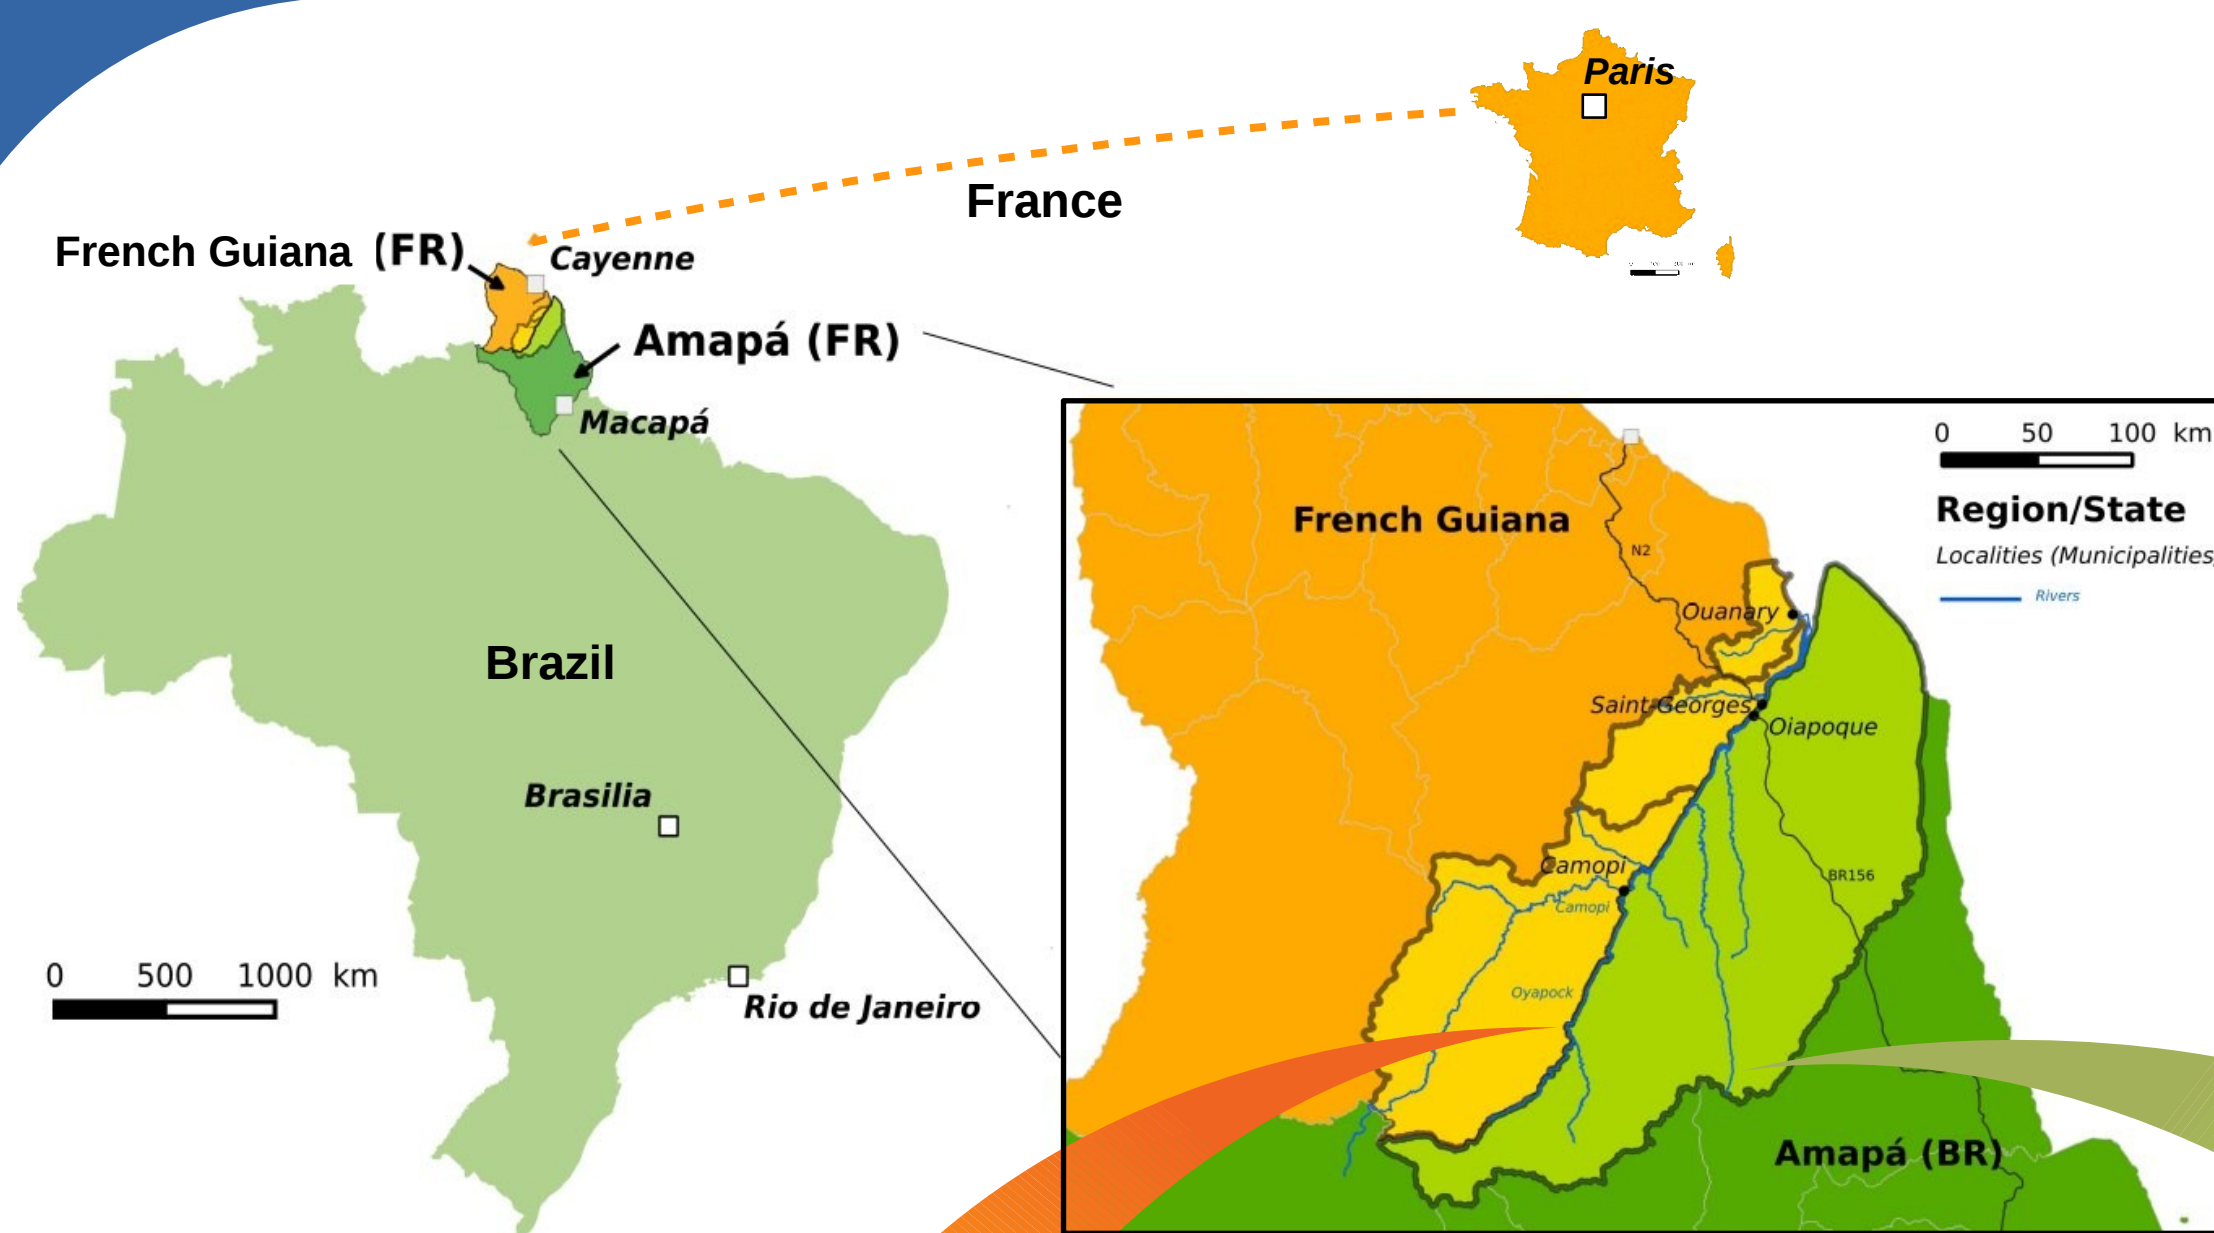 Paris
France
French Guiana (FR)
Cayenne
Amapá (FR)
Macapá
Brazil
Brasilia
0 500 1000 km
Rio de Janeiro
0 50 100 km
Region/State
Localities (Municipalities
Rivers
French Guiana
N2
Ouanary
Saint-Georges
Oiapoque
Camopi
Camopi
BR156
Oyapock
Amapá (BR)